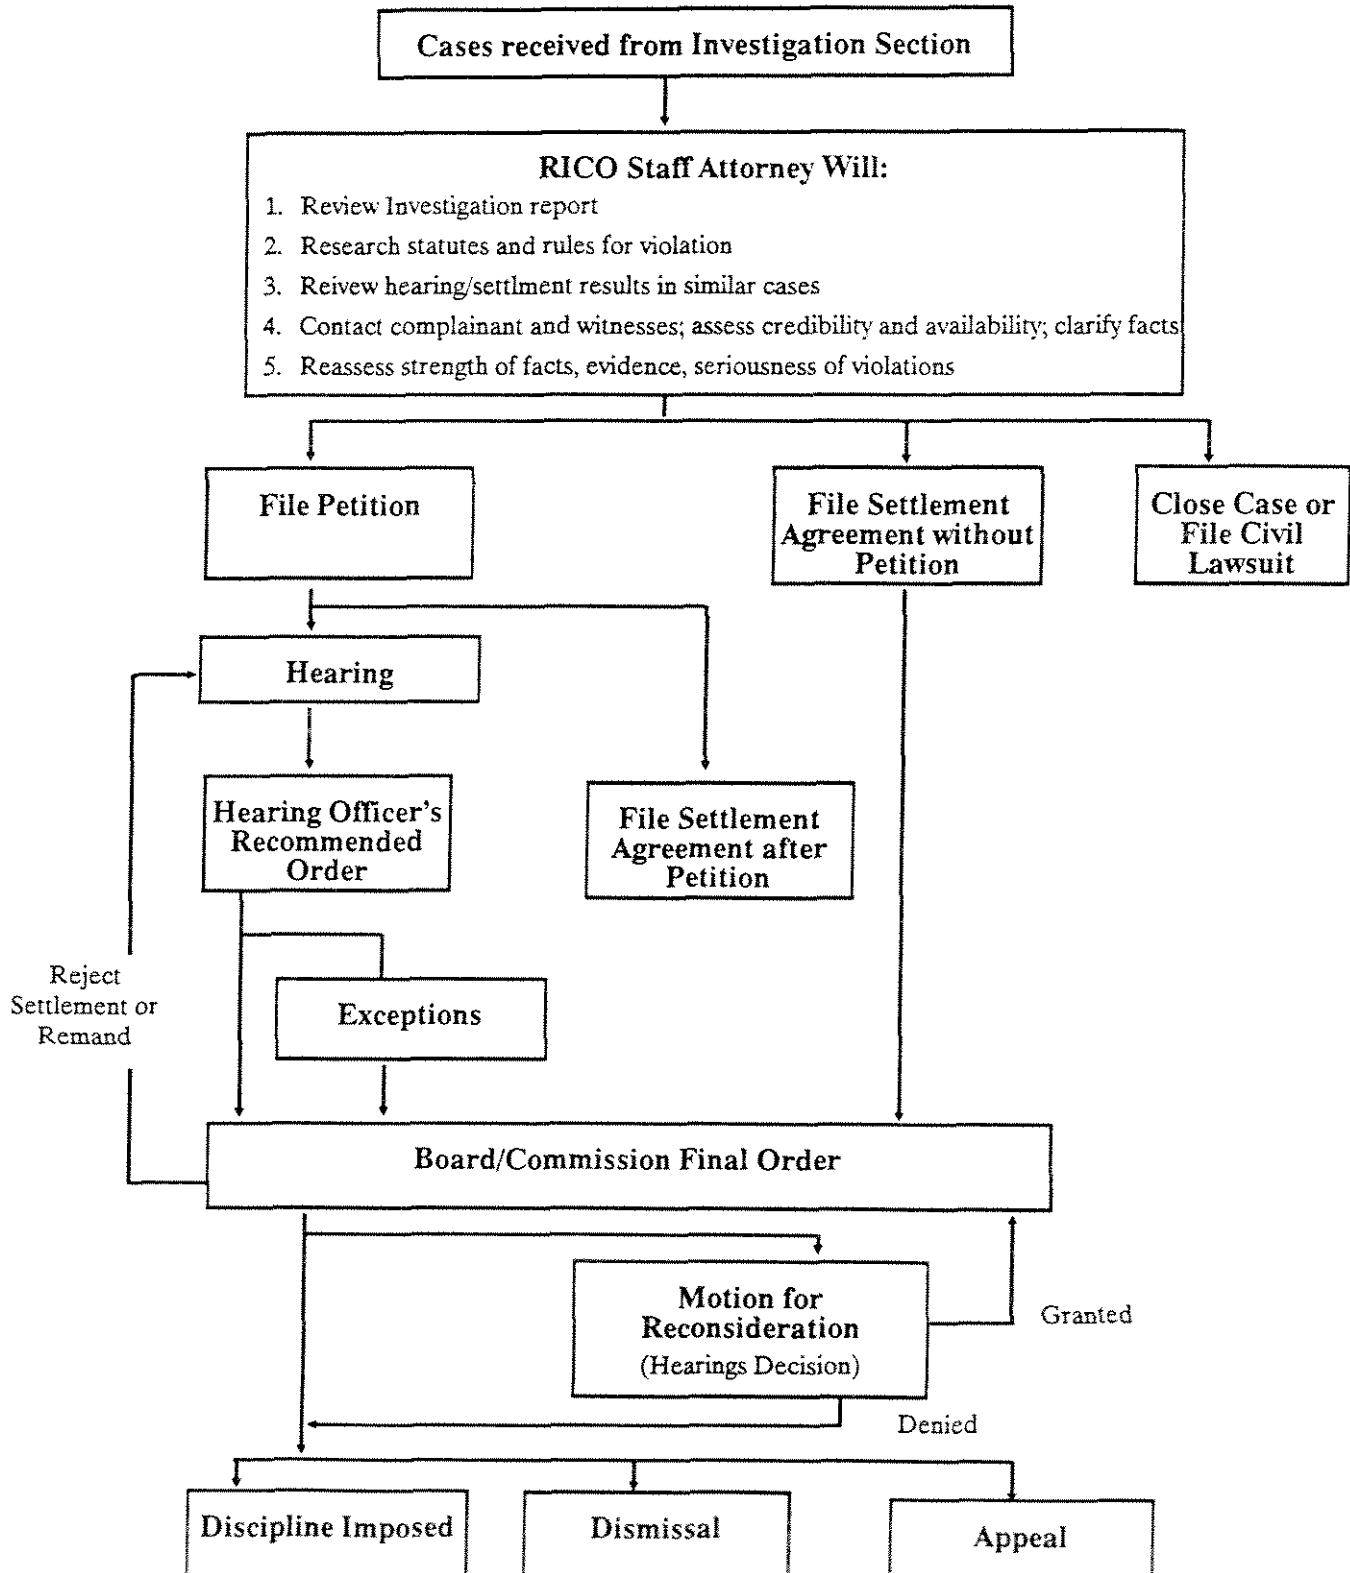 Cases received from Investigation Section
RICO Staff Attorney Will:
1. Review Investigation report
2. Research statutes and rules for violation
3. Reivew hearing/settlment results in similar cases
4. Contact complainant and witnesses; assess credibility and availability; clarify facts
5. Reassess strength of facts, evidence, seriousness of violations
File Petition
File Settlement
Agreement without
Petition
Close Case or
File Civil
Lawsuit
Hearing
Hearing Officer's
Recommended
Order
File Settlement
Agreement after
Petition
Reject
Settlement or
Remand
Exceptions
Board/Commission Final Order
Motion for
Reconsideration
(Hearings Decision)
Granted
Denied
Discipline Imposed
Dismissal
Appeal